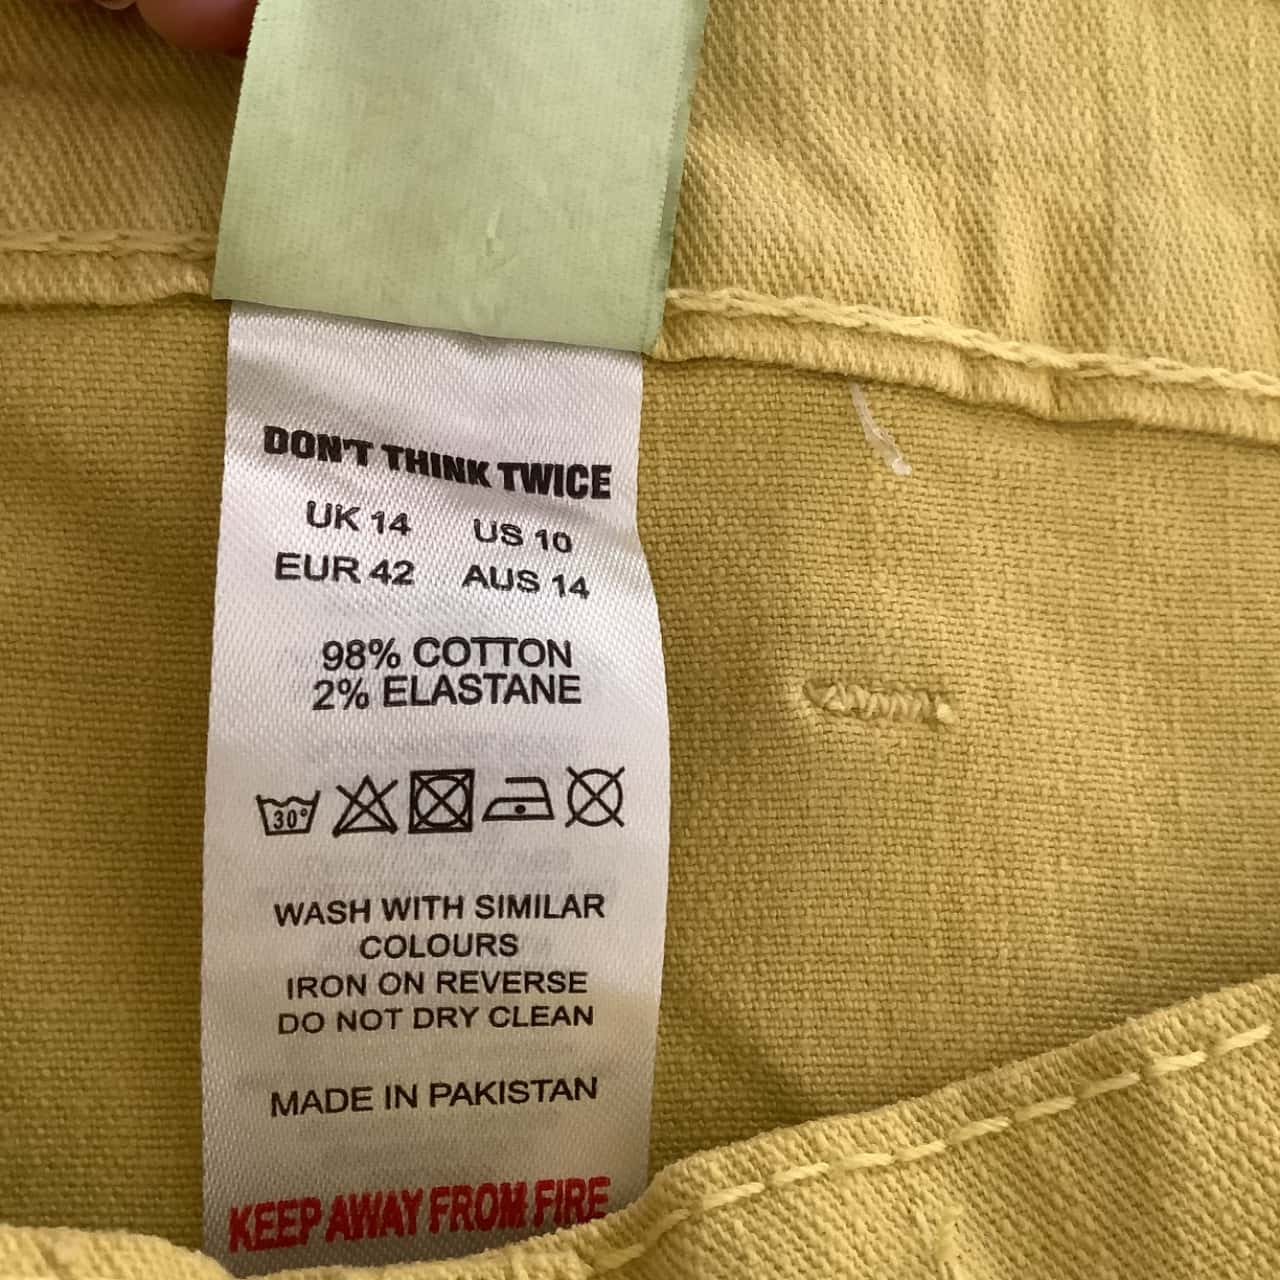 DON'T THINK TWICE
UK 14 US 10
EUR 42 AUS 14
98% COTTON
2% ELASTANE
30°
WASH WITH SIMILAR
COLOURS
IRON ON REVERSE
DO NOT DRY CLEAN
MADE IN PAKISTAN
KEEP AWAY FROM FIRE